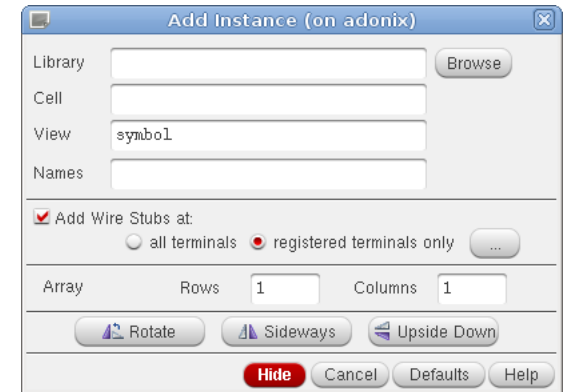 Add Instance (on adonix)
Library Browse
Cell
View symbol
Names
Add Wire Stubs at:
all terminals registered terminals only ...
Array Rows 1 Columns 1
Rotate Sideways Upside Down
Hide Cancel Defaults Help